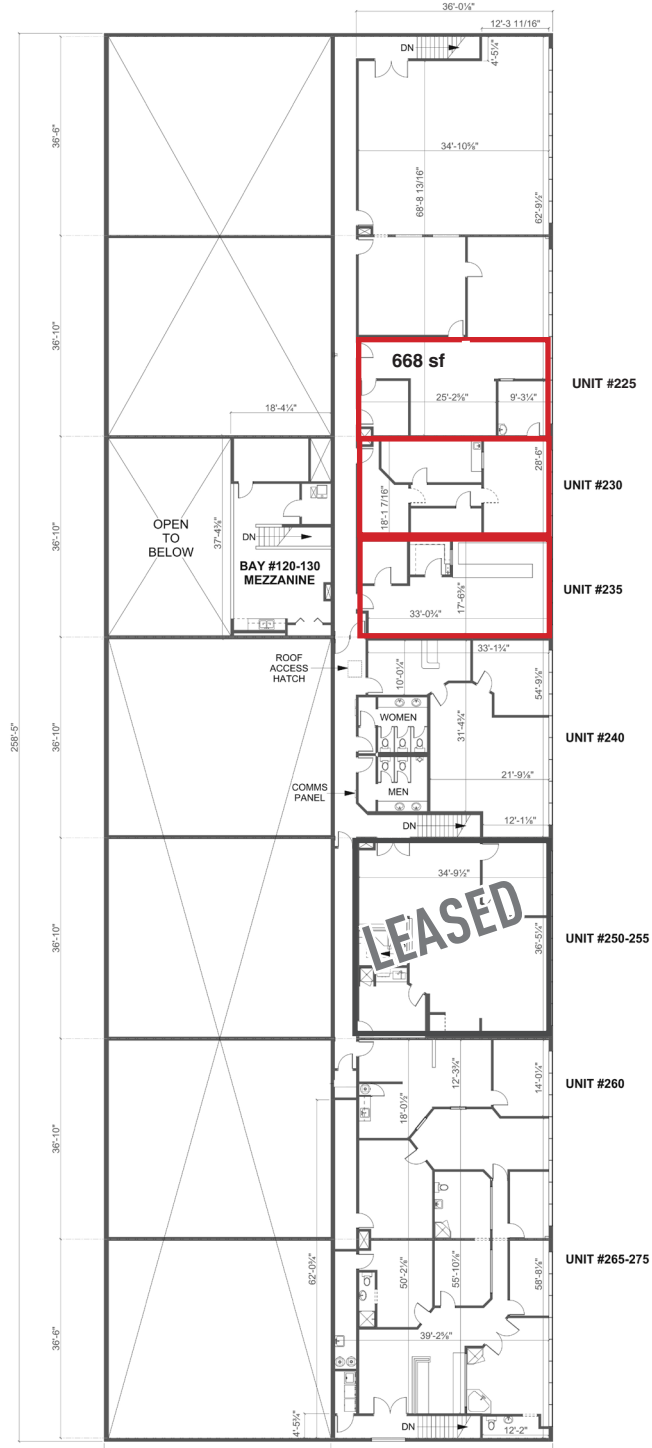 36'-0⅛"
12'-3 11/16"
DN
4'-5¼"
36'-6"
34'-10⅝"
68'-8 13/16"
62'-9½"
36'-10"
668 sf
UNIT #225
25'-2⅝"
9'-3¼"
18'-4¼"
28'-6"
UNIT #230
18'-1 7/16"
OPEN
TO
BELOW
37'-4⅜"
36'-10"
DN
BAY #120-130
MEZZANINE
UNIT #235
17'-6⅜"
33'-0¾"
33'-1¾"
ROOF
ACCESS
HATCH
10'-0¼"
54'-9⅛"
WOMEN
31'-4¾"
UNIT #240
258'-5"
36'-10"
21'-9⅛"
COMMS
PANEL
MEN
DN
12'-1⅛"
34'-9½"
LEASED
36'-10"
36'-5¼"
UNIT #250-255
12'-3¾"
14'-0¼"
UNIT #260
18'-0½"
36'-10"
UNIT #265-275
62'-0¾"
50'-2⅛"
55'-10⅛"
58'-8⅛"
36'-6"
39'-2⅝"
4'-5¾"
DN
12'-2"